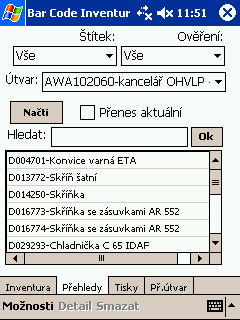 Bar Code Inventur 11:51
Štítek: Ověření:
Vše Vše
Útvar: AWA102060-kancelář OHVLP -
Načti Přenes aktuální
Hledat: Ok
D004701-Konvice varná ETA
D013772-Skříň šatní
D014250-Skříňka
D016773-Skříňka se zásuvkami AR 552
D016774-Skříňka se zásuvkami AR 552
D029293-Chladnička C 65 IDAF
Inventura Přehledy Tisky Př.útvar
Možnosti Detail Smazat